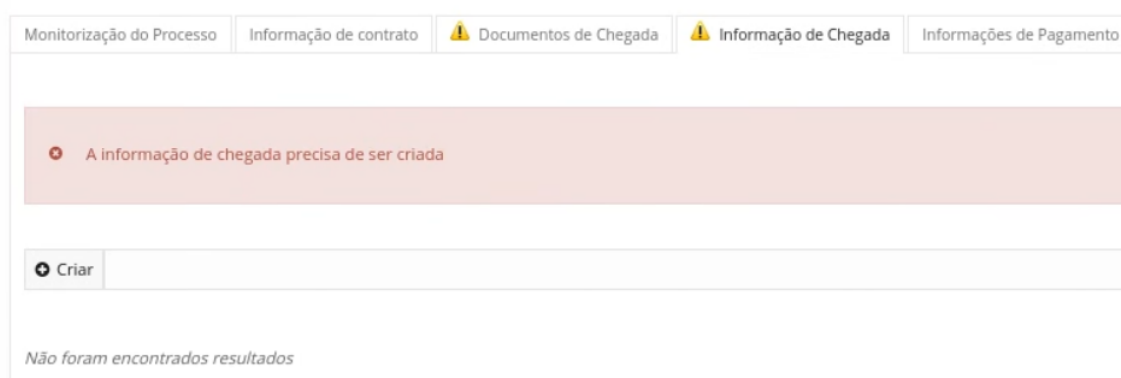 Monitorização do Processo Informação de contrato Documentos de Chegada Informação de Chegada Informações de Pagamento
A informação de chegada precisa de ser criada
Criar
Não foram encontrados resultados